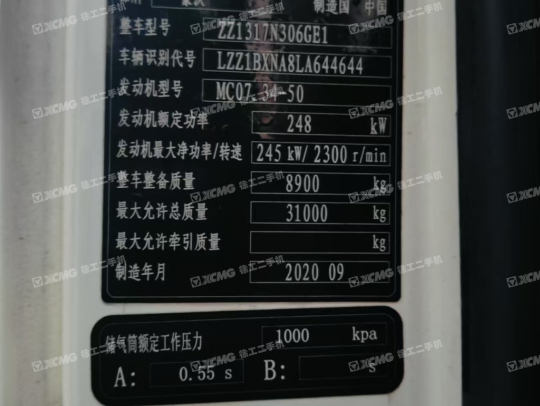 制造国 中国
整车型号 ZZ1317N306GE1
车辆识别代号 LZZ1BXNA8LA644644
发动机型号 MC07.34-50
发动机额定功率 248 kW
发动机最大净功率/转速 245 kW/ 2300 r/min
整车整备质量 8900 kg
最大允许总质量 31000 kg
最大允许牵引质量 kg
制造年月 2020 09
储气筒额定工作压力 1000 kpa
A: 0.55 s B: s